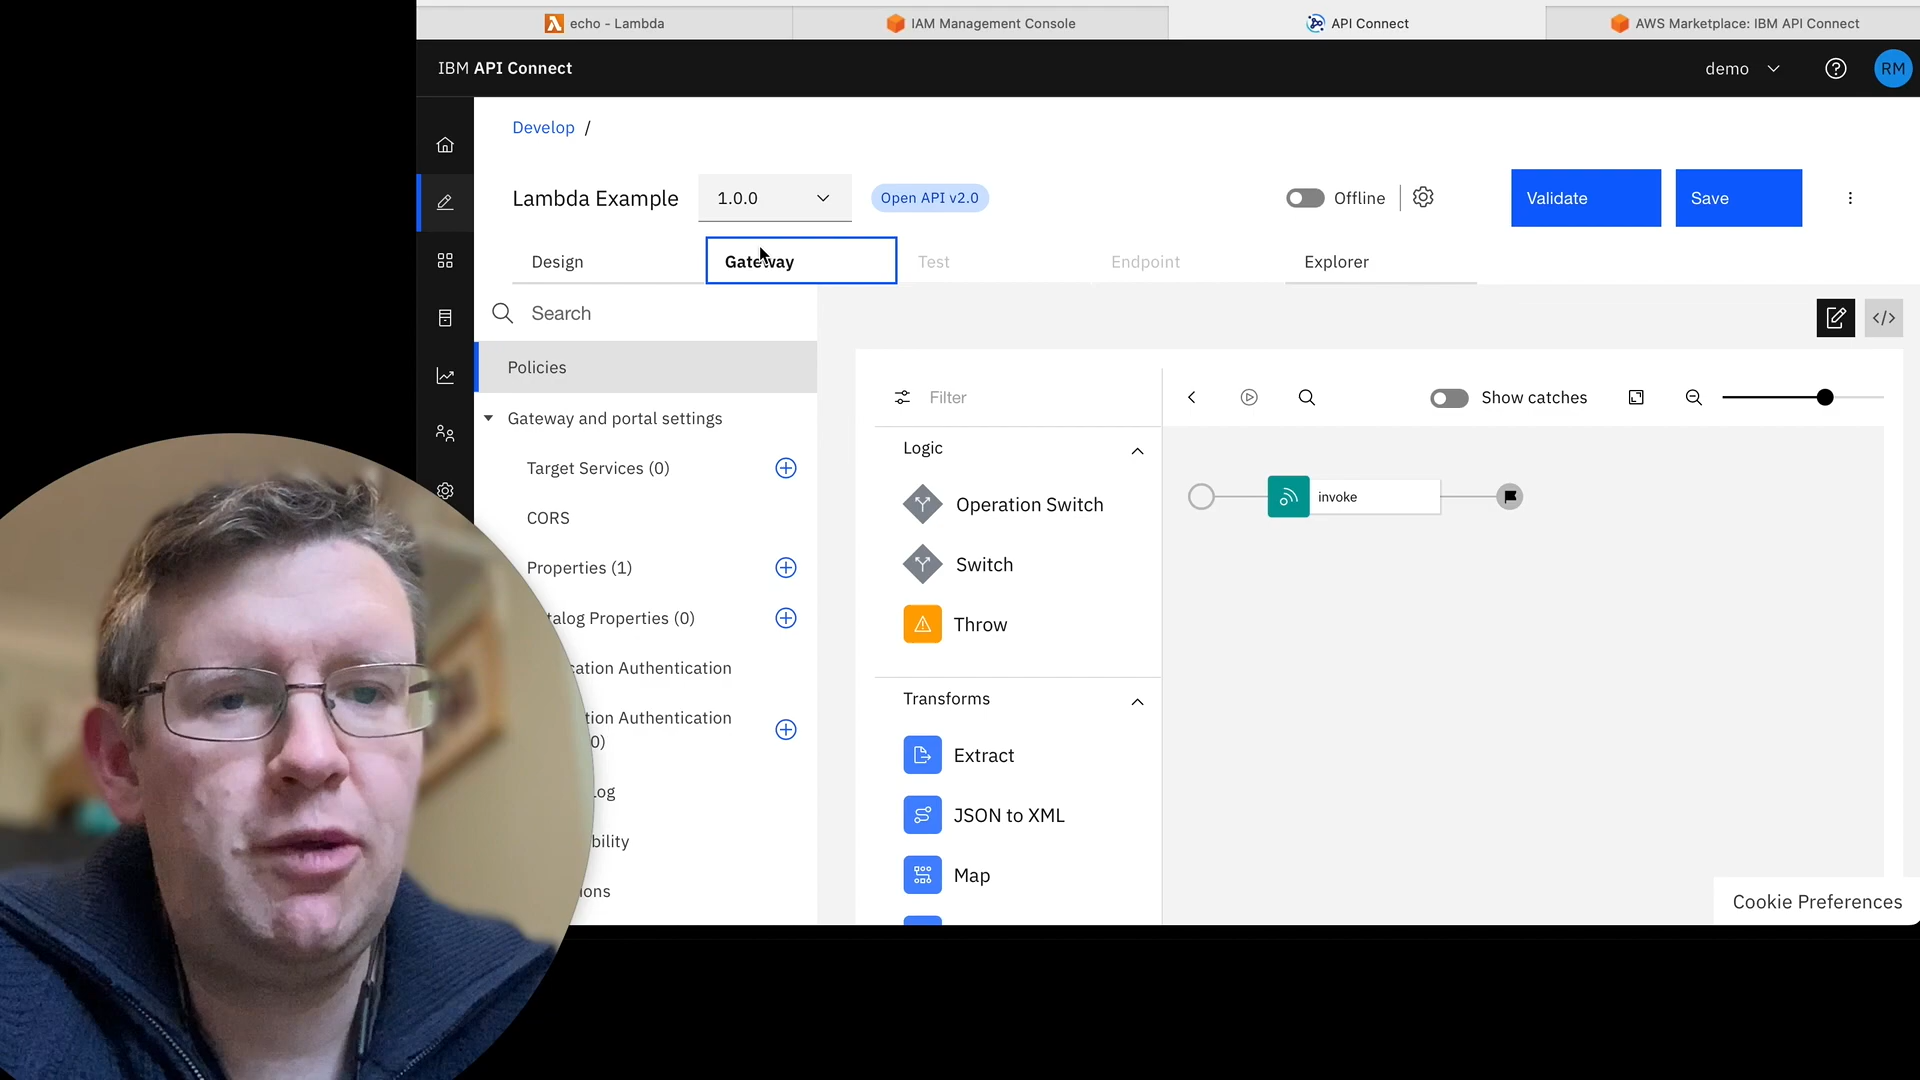 echo - Lambda
IAM Management Console
API Connect
AWS Marketplace: IBM API Connect
IBM API Connect
demo
RM
Develop /
Lambda Example
1.0.0
Open API v2.0
Offline
Validate
Save
Design
Gateway
Test
Endpoint
Explorer
Search
Policies
Gateway and portal settings
Target Services (0)
CORS
Properties (1)
talog Properties (0)
cation Authentication
tion Authentication
0)
og
bility
ions
Filter
Logic
Operation Switch
Switch
Throw
Transforms
Extract
JSON to XML
Map
Show catches
invoke
Cookie Preferences